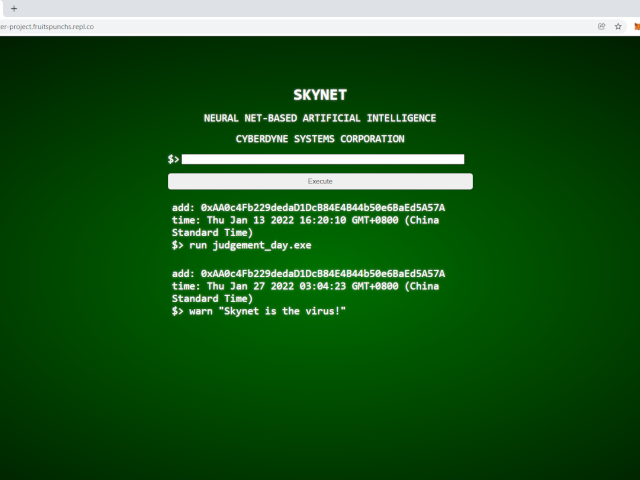 er-project.fruitspunchs.repl.co
SKYNET
NEURAL NET-BASED ARTIFICIAL INTELLIGENCE
CYBERDYNE SYSTEMS CORPORATION
$>
Execute
add: 0xAA0c4Fb229dedaD1DcB84E4B44b50e6BaEd5A57A
time: Thu Jan 13 2022 16:20:10 GMT+0800 (China
Standard Time)
$> run judgement_day.exe
add: 0xAA0c4Fb229dedaD1DcB84E4B44b50e6BaEd5A57A
time: Thu Jan 27 2022 03:04:23 GMT+0800 (China
Standard Time)
$> warn "Skynet is the virus!"